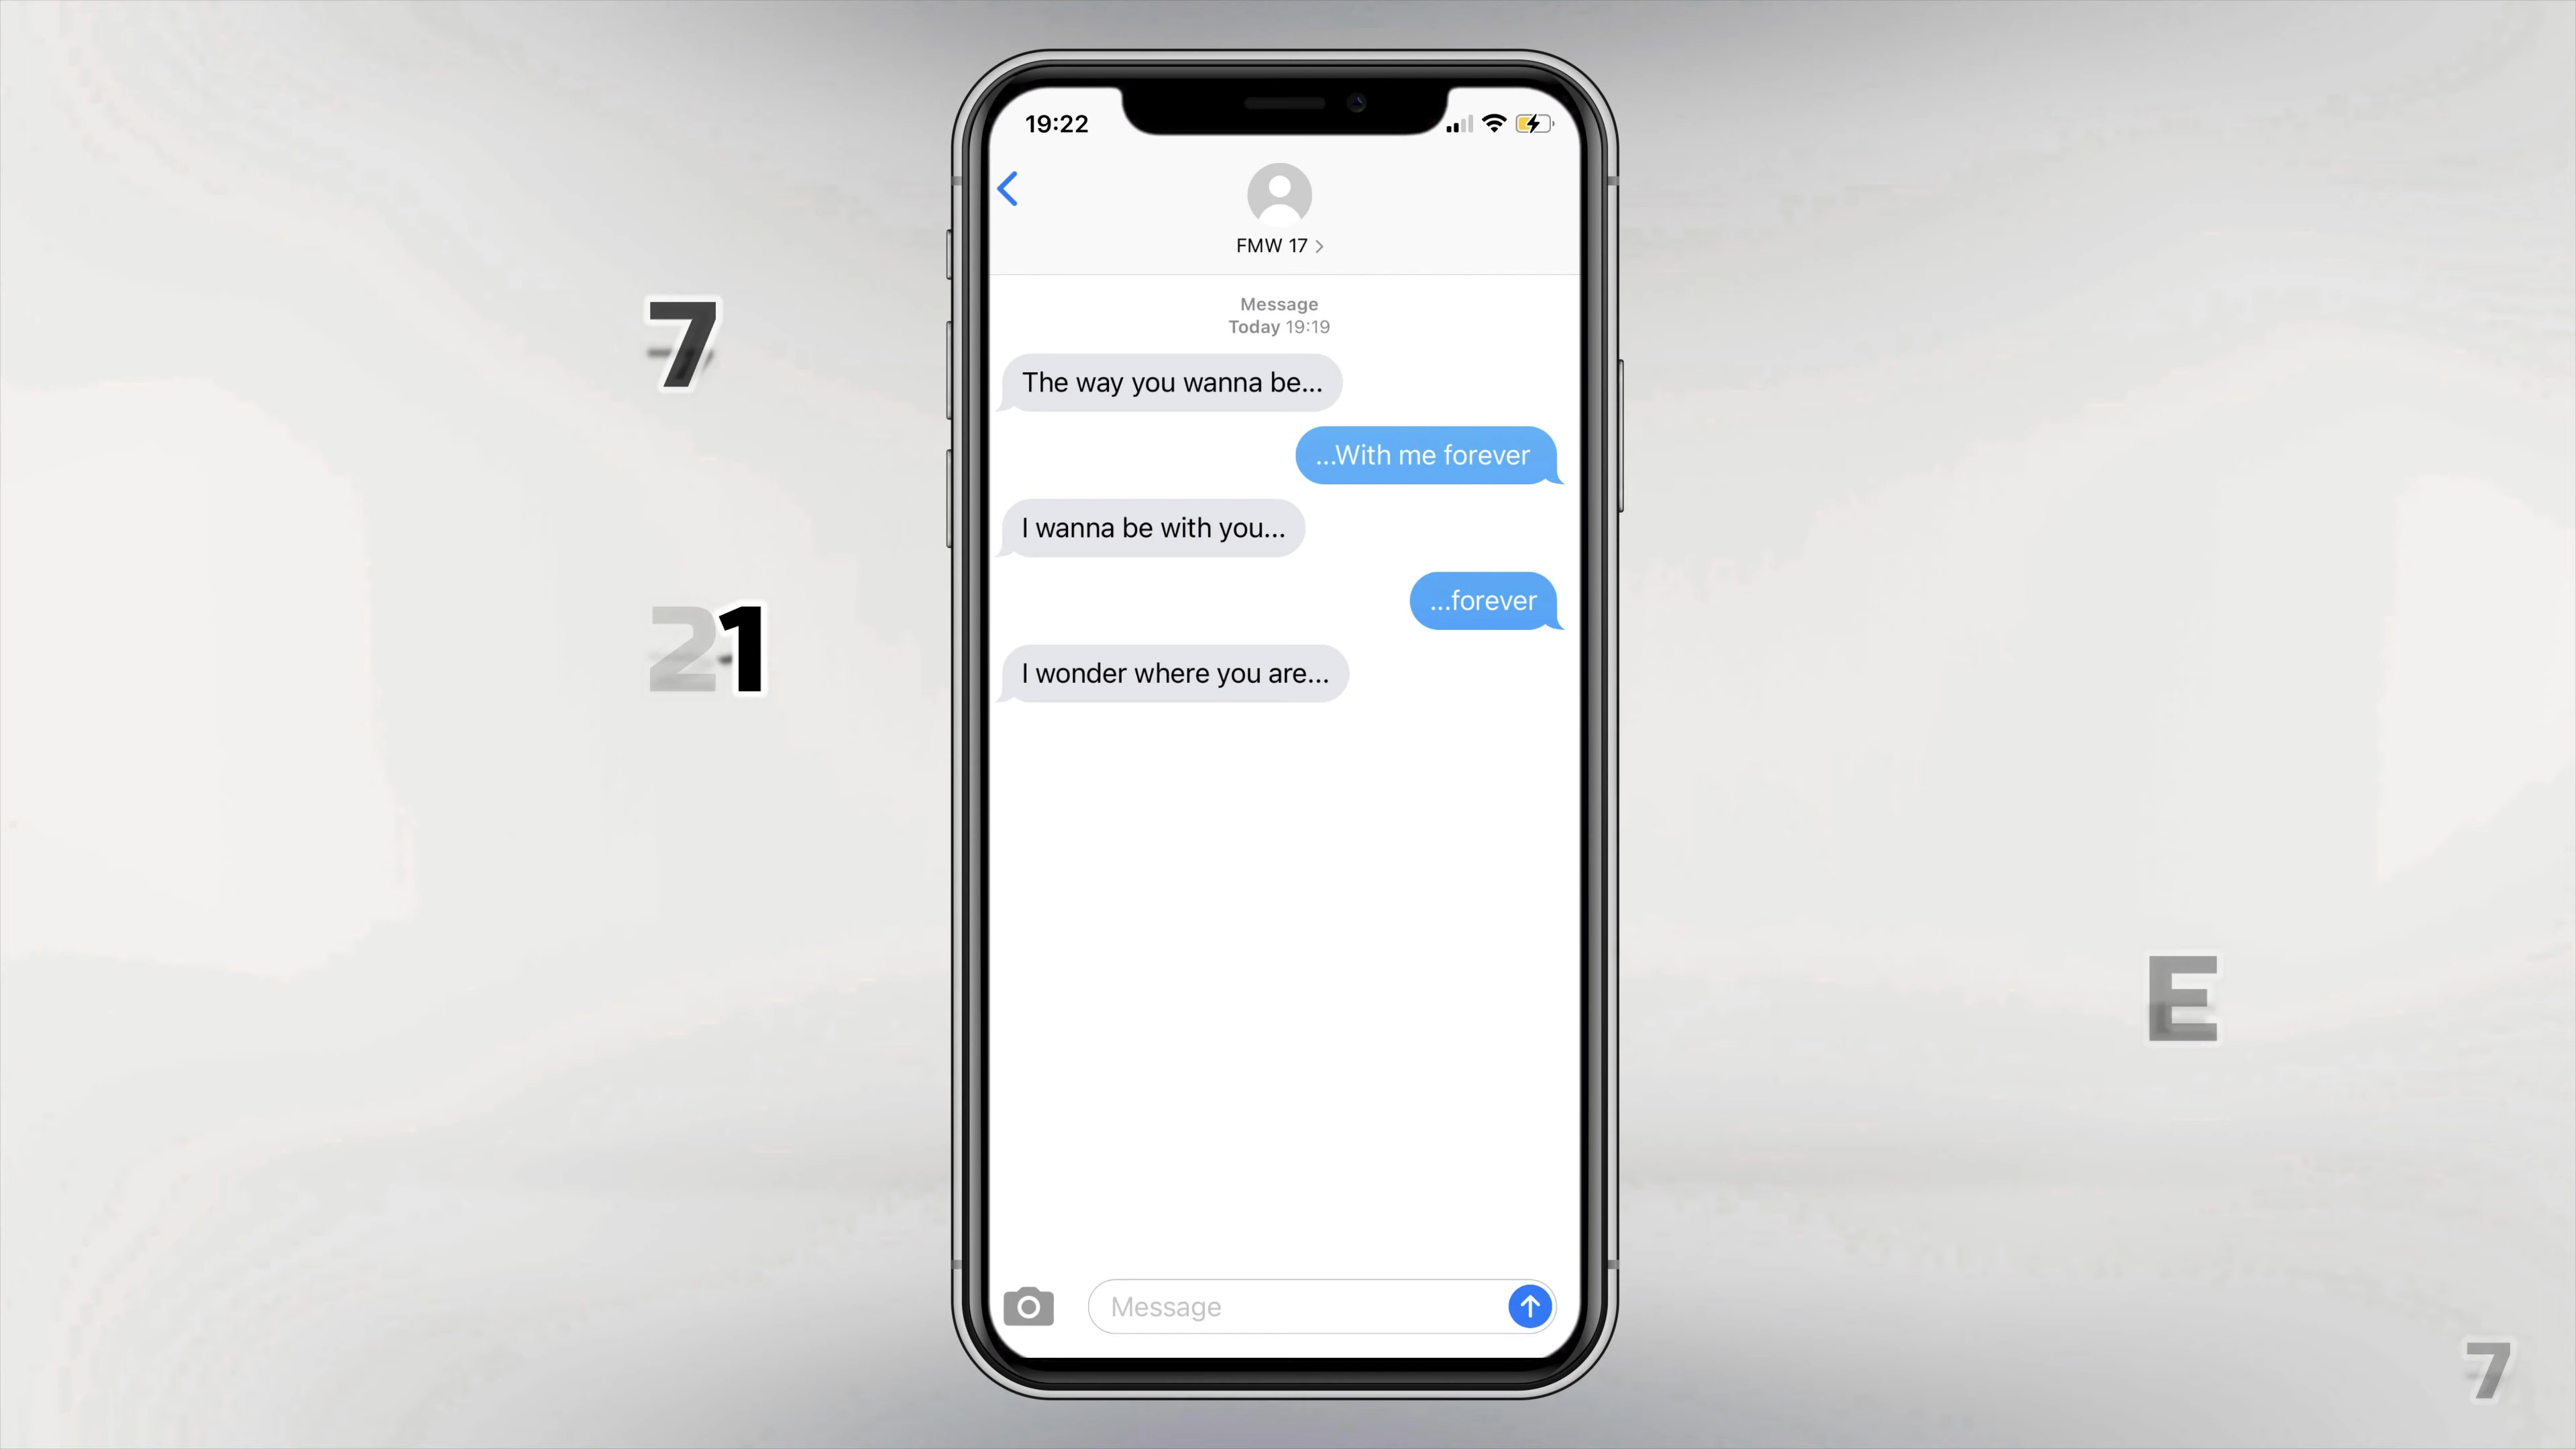 19:22
FMW 17
Message
Today 19:19
The way you wanna be...
...With me forever
I wanna be with you...
...forever
I wonder where you are...
Message
7
21
E
7